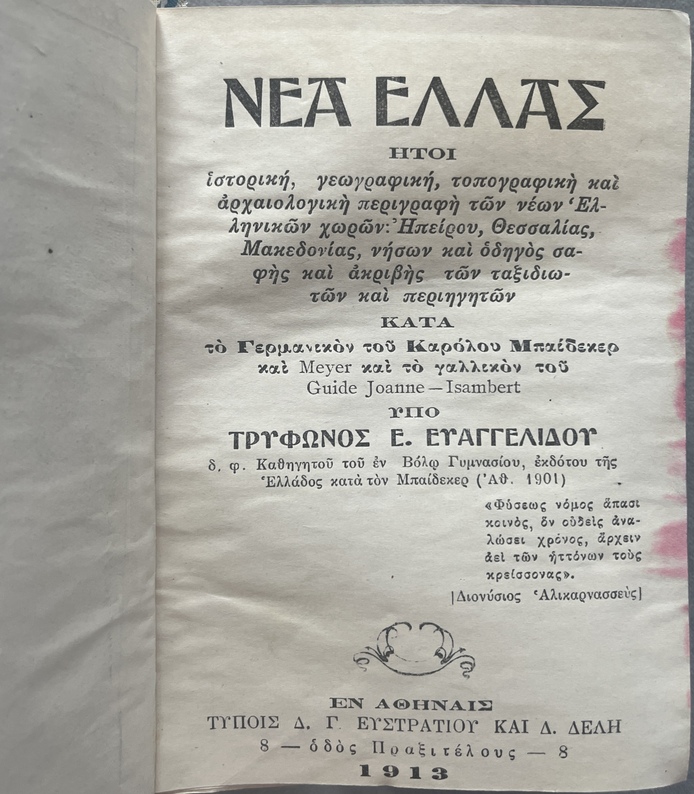 ΝΕΑ ΕΛΛΑΣ
ΗΤΟΙ
ἱστορική, γεωγραφική, τοπογραφικὴ καὶ
ἀρχαιολογικὴ περιγραφὴ τῶν νέων Ἑλ-
ληνικῶν χωρῶν: Ἠπείρου, Θεσσαλίας,
Μακεδονίας, νήσων καὶ ὁδηγὸς σα-
φὴς καὶ ἀκριβὴς τῶν ταξιδιω-
τῶν καὶ περιηγητῶν
ΚΑΤΑ
τὸ Γερμανικὸν τοῦ Καρόλου Μπαίδεκερ
καὶ Meyer καὶ τὸ γαλλικὸν τοῦ
Guide Joanne — Isambert
ΥΠΟ
ΤΡΥΦΩΝΟΣ Ε. ΕΥΑΓΓΕΛΙΔΟΥ
δ. φ. Καθηγητοῦ τοῦ ἐν Βόλῳ Γυμνασίου, ἐκδότου τῆς
Ἑλλάδος κατὰ τὸν Μπαίδεκερ (Ἀθ. 1901)
«Φύσεως νόμος ἅπασι
κοινὸς, ὃν οὐδεὶς ἀνα-
λώσει χρόνος, ἄρχειν
ἀεὶ τῶν ἡττόνων τοὺς
κρείσσονας».
|Διονύσιος Ἁλικαρνασσεὺς|
ΕΝ ΑΘΗΝΑΙΣ
ΤΥΠΟΙΣ Δ. Γ. ΕΥΣΤΡΑΤΙΟΥ ΚΑΙ Δ. ΔΕΛΗ
8 — ὁδὸς Πραξιτέλους — 8
1913